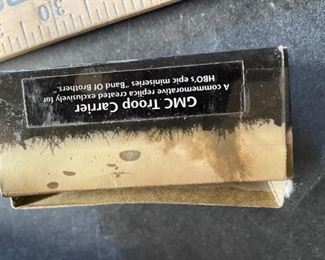 30
GMC Troop Carrier
A commemorative replica created exclusively for
HBO's epic miniseries "Band Of Brothers."